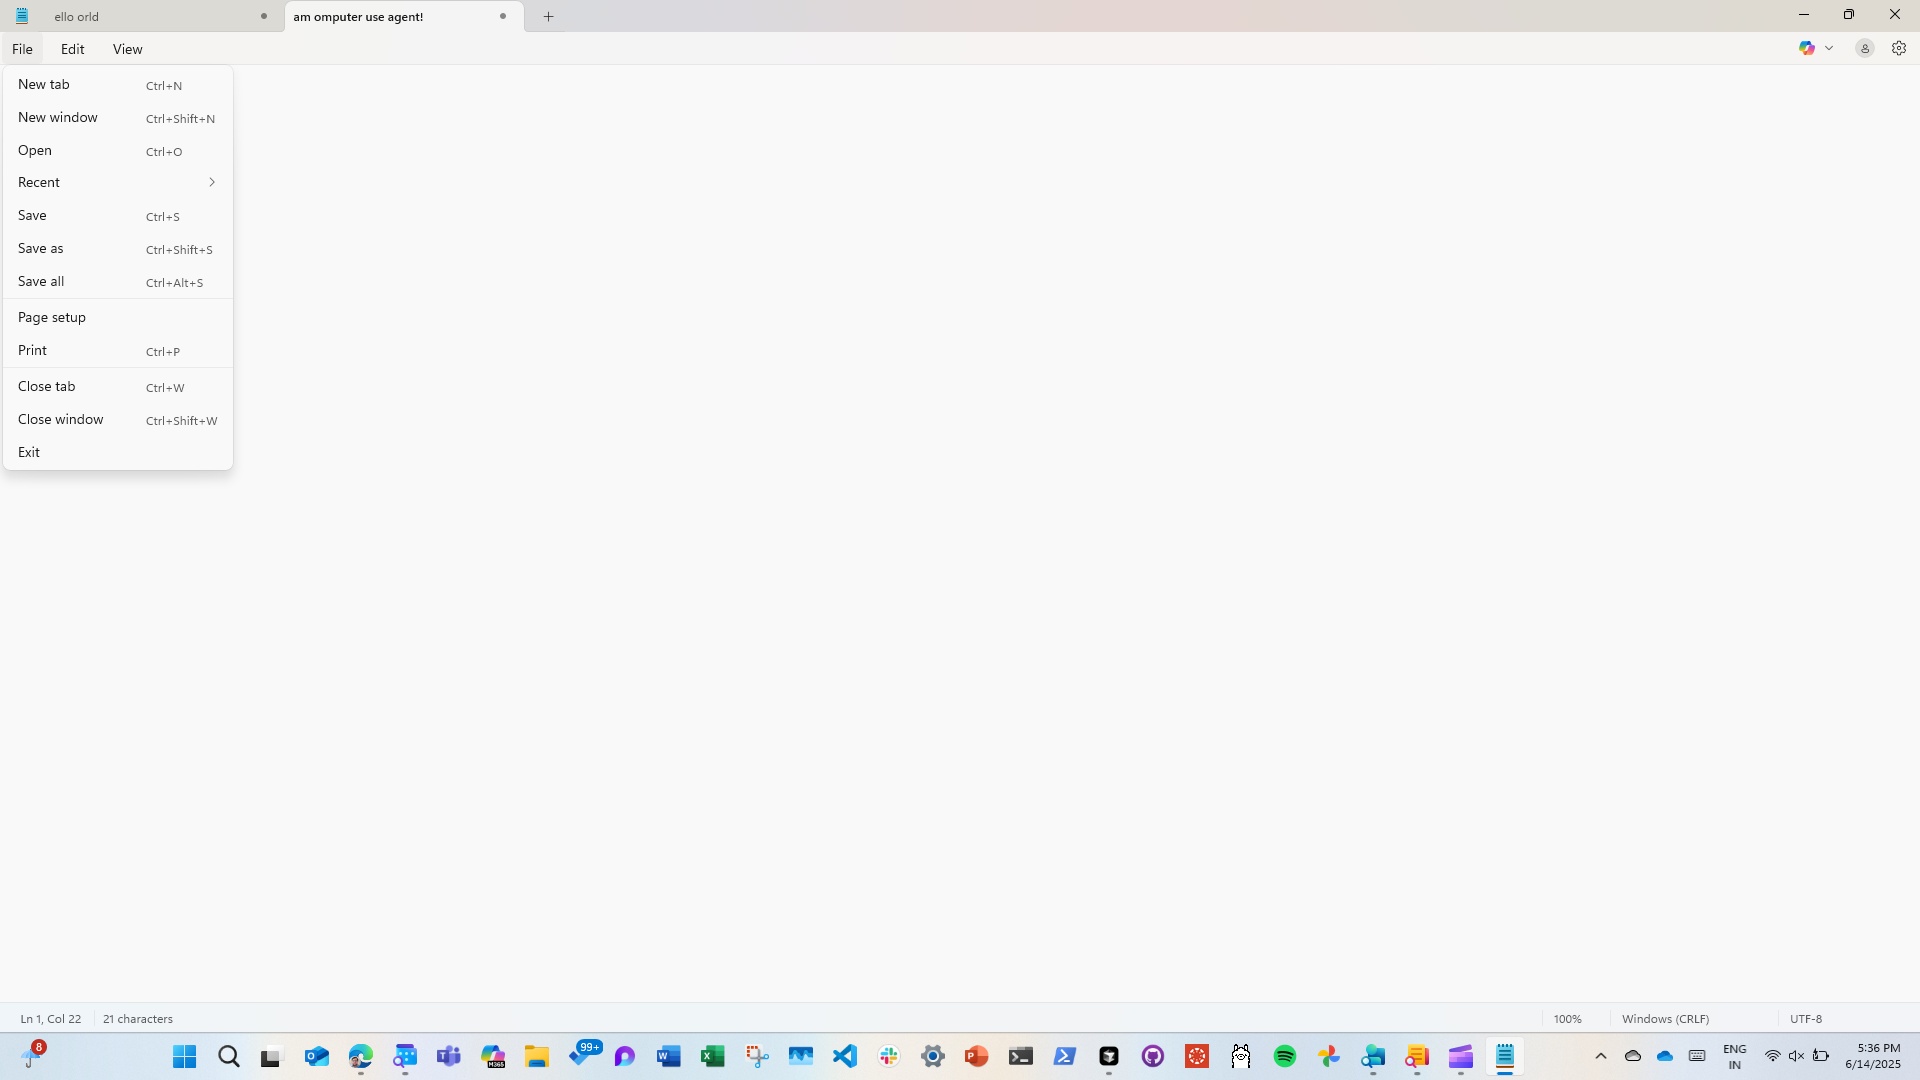 ello orld
am omputer use agent!
File Edit View
New tab Ctrl+N
New window Ctrl+Shift+N
Open Ctrl+O
Recent
Save Ctrl+S
Save as Ctrl+Shift+S
Save all Ctrl+Alt+S
Page setup
Print Ctrl+P
Close tab Ctrl+W
Close window Ctrl+Shift+W
Exit
Ln 1, Col 22 21 characters 100% Windows (CRLF) UTF-8
8 99+ M365 ENG 5:36 PM
IN 6/14/2025